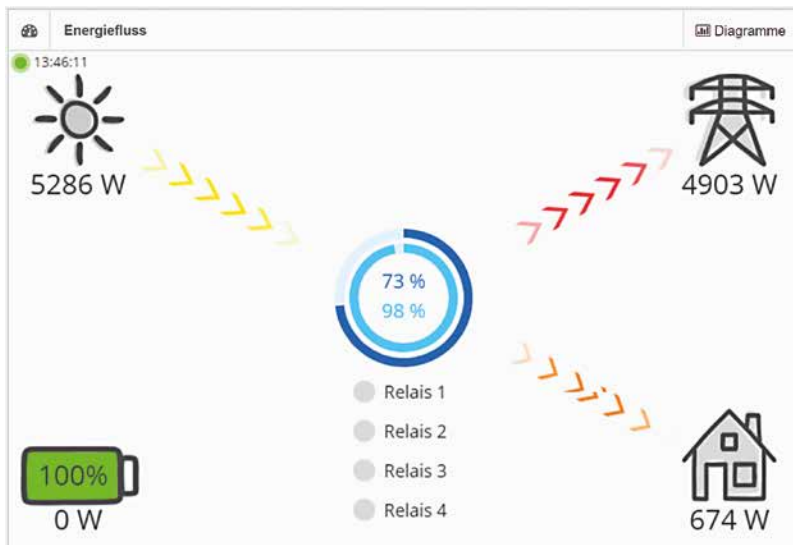 Energiefluss
Diagramme
13:46:11
5286 W
4903 W
73 %
98 %
Relais 1
Relais 2
Relais 3
Relais 4
100%
0 W
674 W